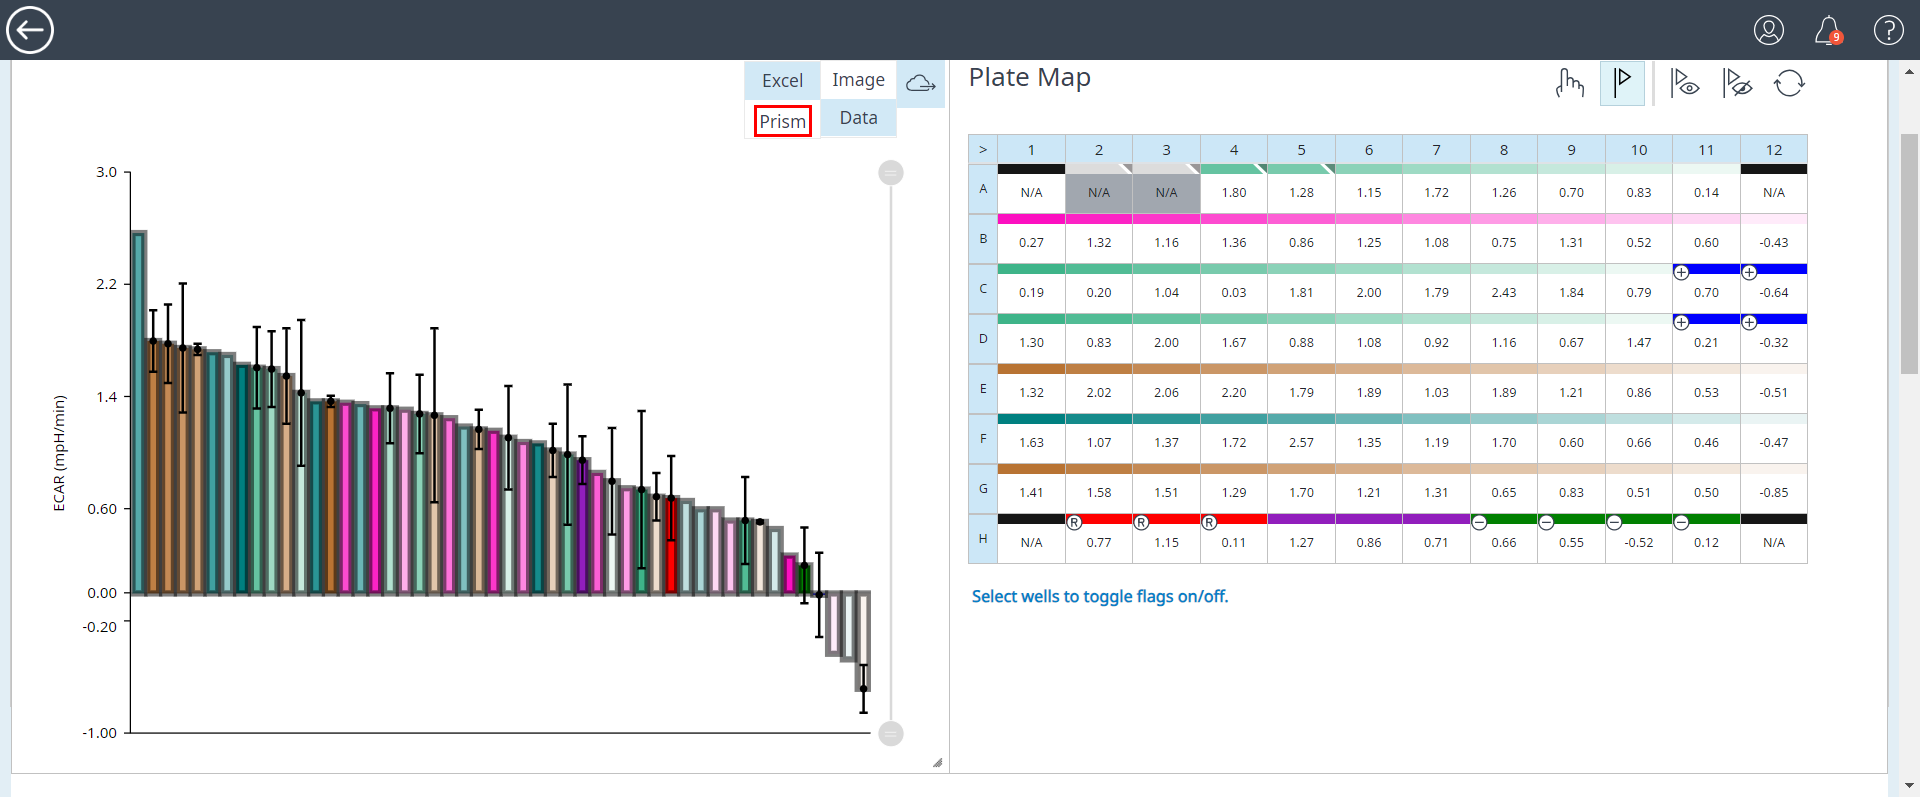 9
?
Excel Image
Prism Data
Plate Map
3.0
2.2
1.4
0.60
0.00
-0.20
-1.00
ECAR (mpH/min)
> 1 2 3 4 5 6 7 8 9 10 11 12
A N/A N/A N/A 1.80 1.28 1.15 1.72 1.26 0.70 0.83 0.14 N/A
B 0.27 1.32 1.16 1.36 0.86 1.25 1.08 0.75 1.31 0.52 0.60 -0.43
+ +
C 0.19 0.20 1.04 0.03 1.81 2.00 1.79 2.43 1.84 0.79 0.70 -0.64
+ +
D 1.30 0.83 2.00 1.67 0.88 1.08 0.92 1.16 0.67 1.47 0.21 -0.32
E 1.32 2.02 2.06 2.20 1.79 1.89 1.03 1.89 1.21 0.86 0.53 -0.51
F 1.63 1.07 1.37 1.72 2.57 1.35 1.19 1.70 0.60 0.66 0.46 -0.47
G 1.41 1.58 1.51 1.29 1.70 1.21 1.31 0.65 0.83 0.51 0.50 -0.85
R R R − − − −
H N/A 0.77 1.15 0.11 1.27 0.86 0.71 0.66 0.55 -0.52 0.12 N/A
Select wells to toggle flags on/off.